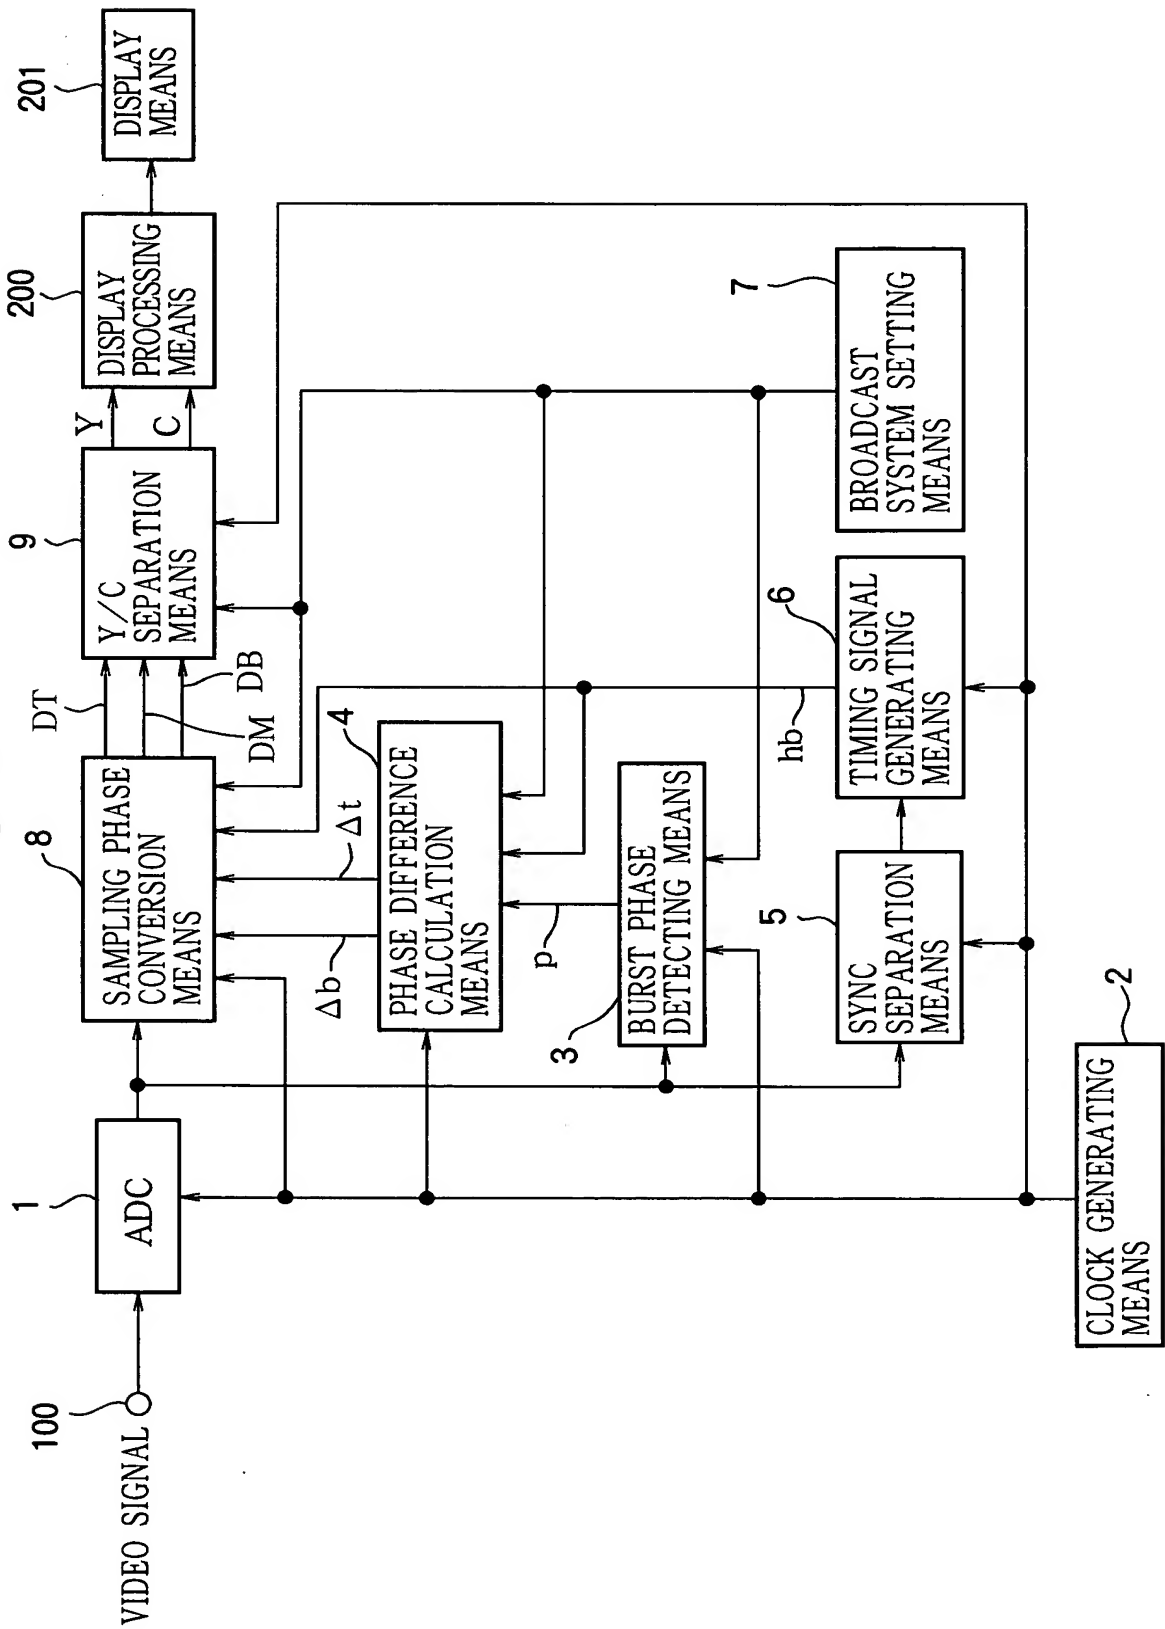 VIDEO SIGNAL
100
1
ADC
8
SAMPLING PHASE
CONVERSION
MEANS
DT
DM
DB
9
Y/C
SEPARATION
MEANS
Y
C
200
DISPLAY
PROCESSING
MEANS
201
DISPLAY
MEANS
Δb
Δt
4
PHASE DIFFERENCE
CALCULATION
MEANS
p
3
BURST PHASE
DETECTING MEANS
hb
5
SYNC
SEPARATION
MEANS
6
TIMING SIGNAL
GENERATING
MEANS
7
BROADCAST
SYSTEM SETTING
MEANS
2
CLOCK GENERATING
MEANS